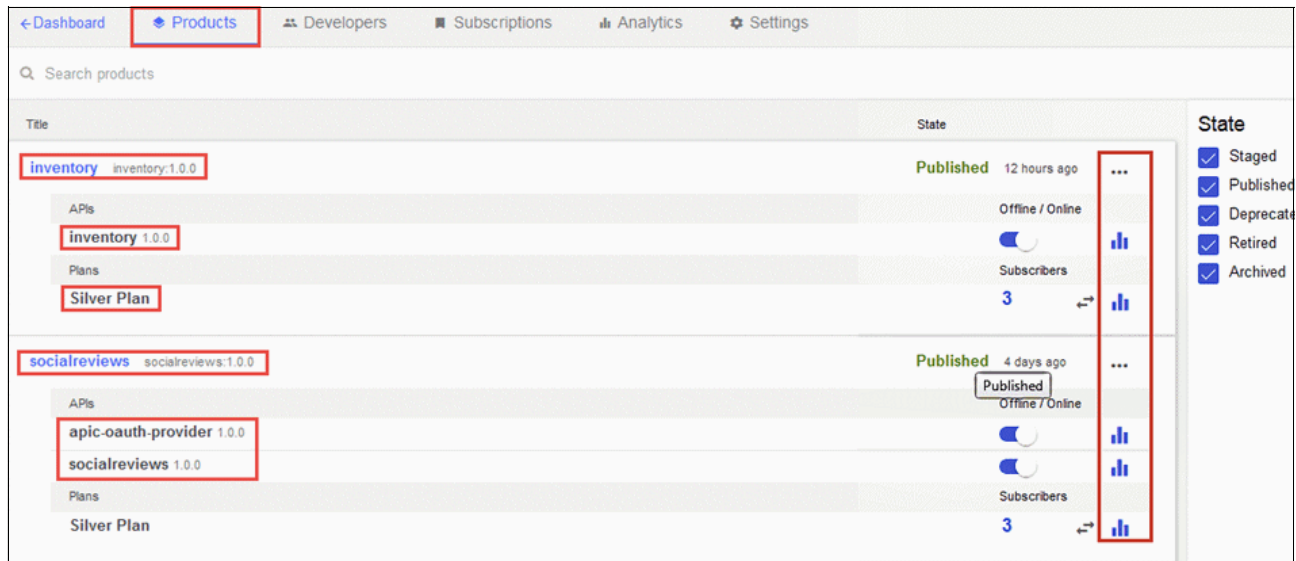 Dashboard Products Developers Subscriptions Analytics Settings
Search products
Title State
State
inventory inventory:1.0.0 Published 12 hours ago ...
Staged
APIs Offline / Online
Published
inventory 1.0.0
Deprecate
Plans Subscribers
Retired
Silver Plan 3
Archived
socialreviews socialreviews:1.0.0 Published 4 days ago ...
Published
APIs Offline / Online
apic-oauth-provider 1.0.0
socialreviews 1.0.0
Plans Subscribers
Silver Plan 3